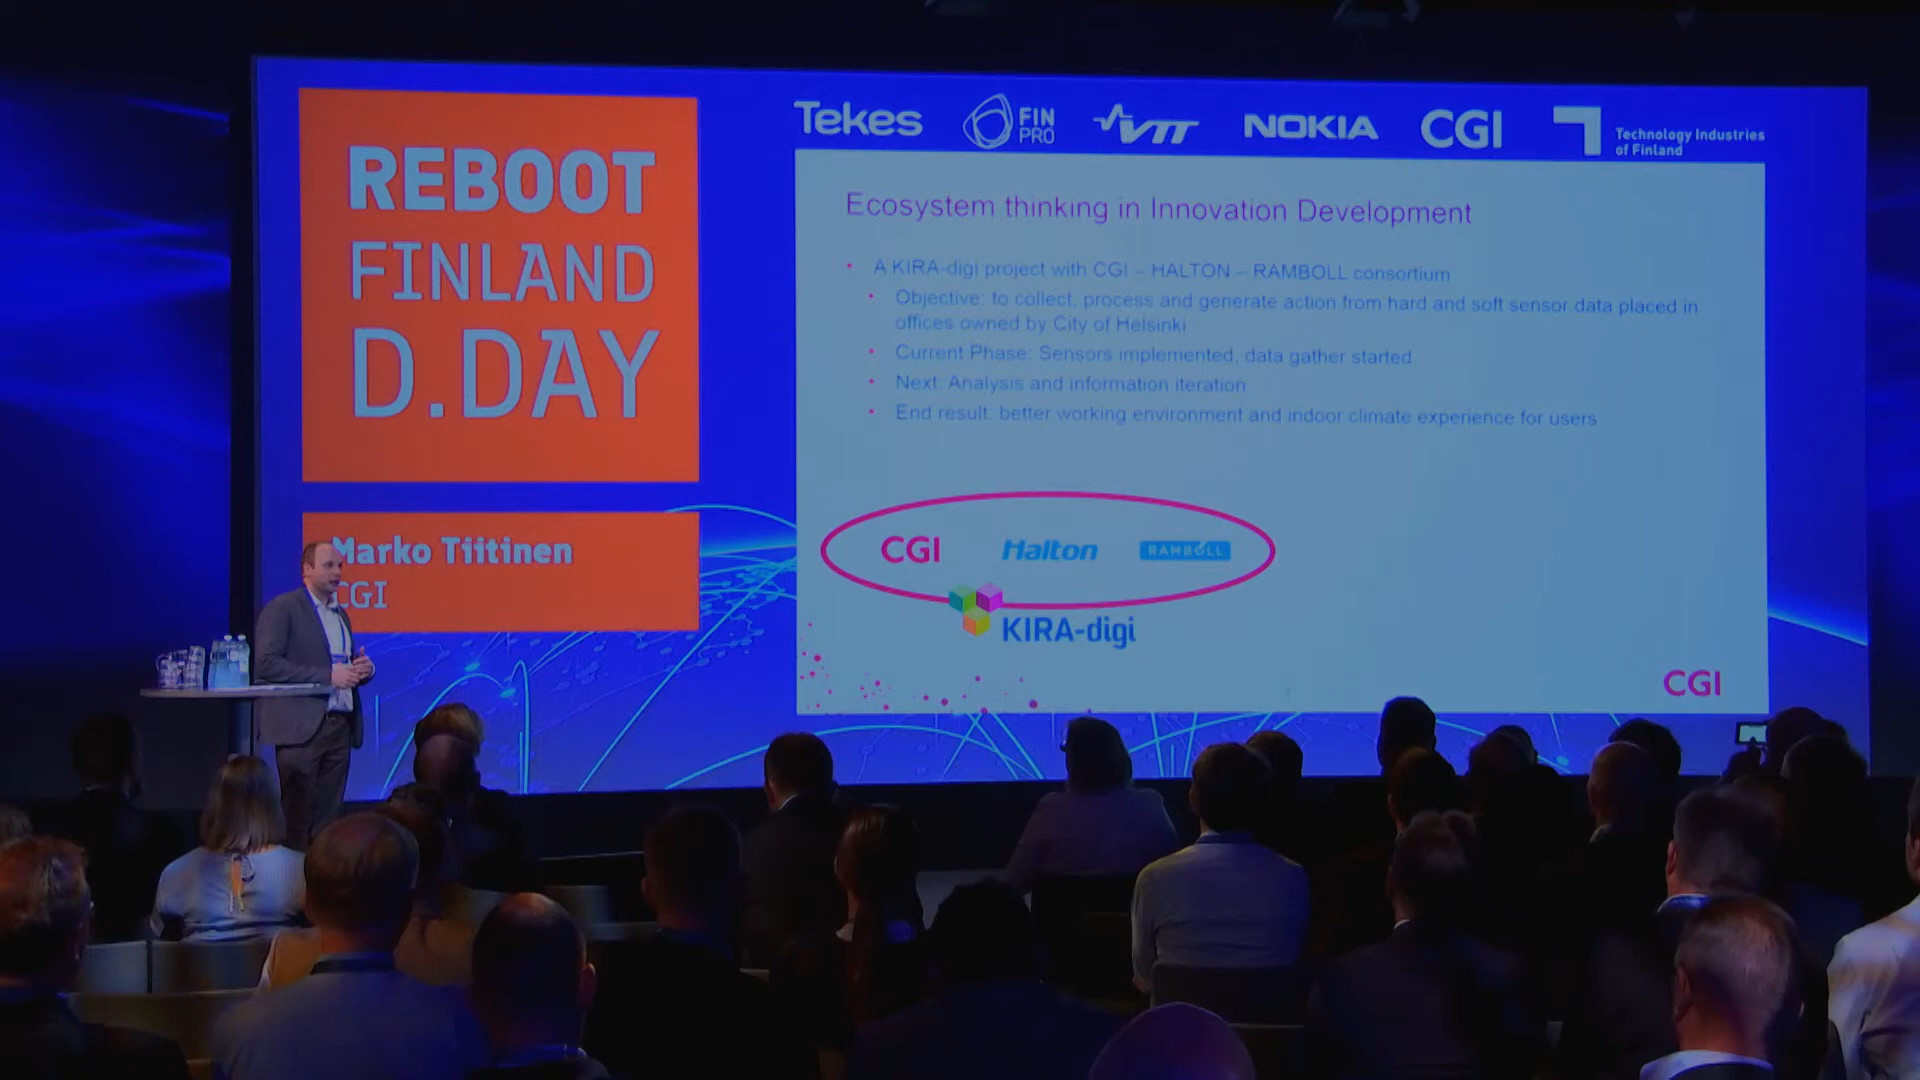 REBOOT
FINLAND
D.DAY
Marko Tiitinen
CGI
Tekes
FIN
PRO
VTT
NOKIA
CGI
Technology Industries
of Finland
Ecosystem thinking in Innovation Development
• A KIRA-digi project with CGI – HALTON – RAMBOLL consortium
• Objective: to collect, process and generate action from hard and soft sensor data placed in
offices owned by City of Helsinki
• Current Phase: Sensors implemented, data gather started
• Next: Analysis and information iteration
• End result: better working environment and indoor climate experience for users
CGI
Halton
RAMBOLL
KIRA-digi
CGI